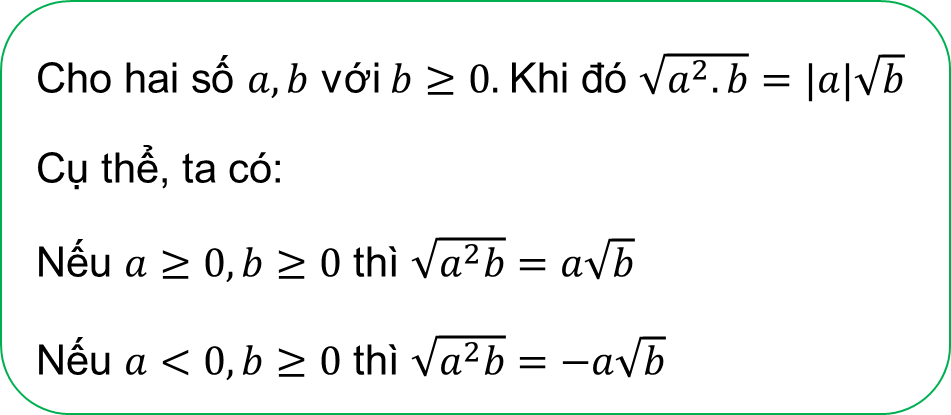 Cho hai số a, b với b ≥ 0. Khi đó √(a².b) = |a|√b
Cụ thể, ta có:
Nếu a ≥ 0, b ≥ 0 thì √(a²b) = a√b
Nếu a < 0, b ≥ 0 thì √(a²b) = −a√b